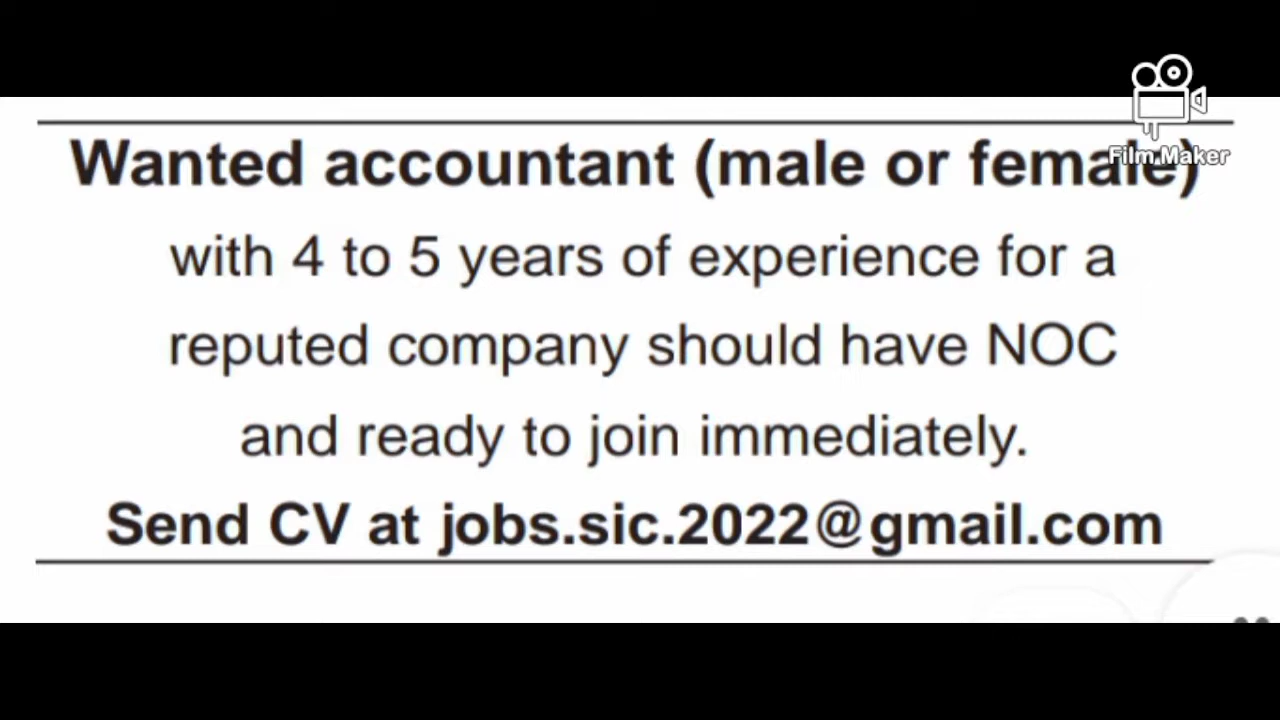 Film Maker
Wanted accountant (male or female)
with 4 to 5 years of experience for a
reputed company should have NOC
and ready to join immediately.
Send CV at jobs.sic.2022@gmail.com